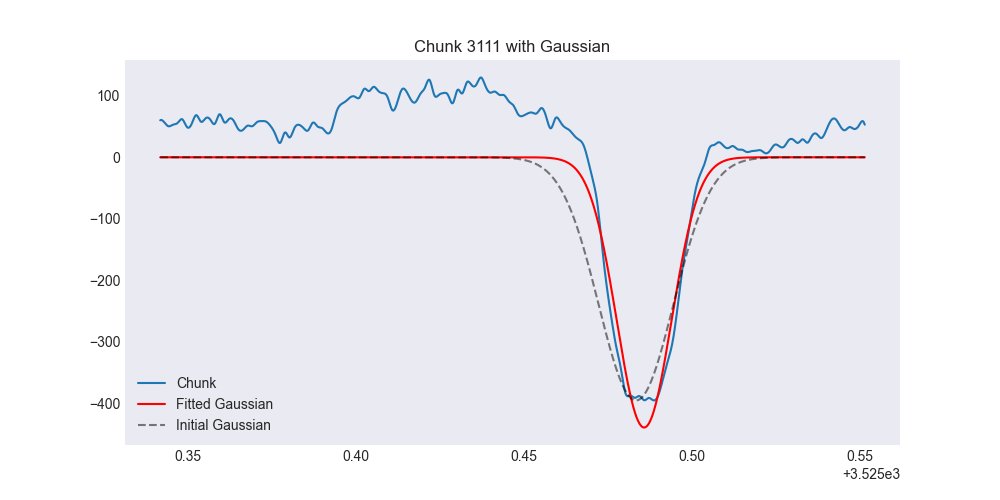 Chunk 3111 with Gaussian
100
0
−100
−200
−300
−400
Chunk
Fitted Gaussian
Initial Gaussian
0.35 0.40 0.45 0.50 0.55
+3.525e3